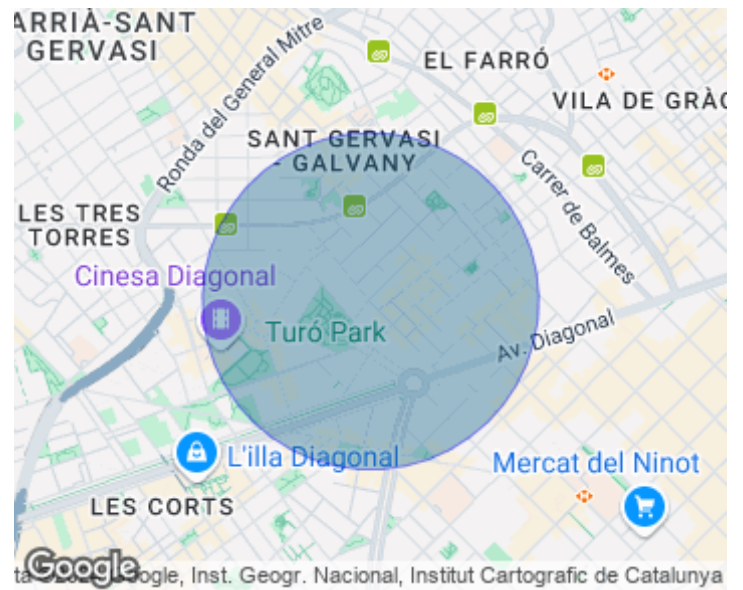 ARRIÀ-SANT
GERVASI
Ronda del General Mitre
EL FARRÓ
VILA DE GRÀC
SANT GERVASI
- GALVANY
Carrer de Balmes
LES TRES
TORRES
Cinesa Diagonal
Turó Park
Av. Diagonal
L'illa Diagonal
Mercat del Ninot
LES CORTS
Google
Google, Inst. Geogr. Nacional, Institut Cartografic de Catalunya